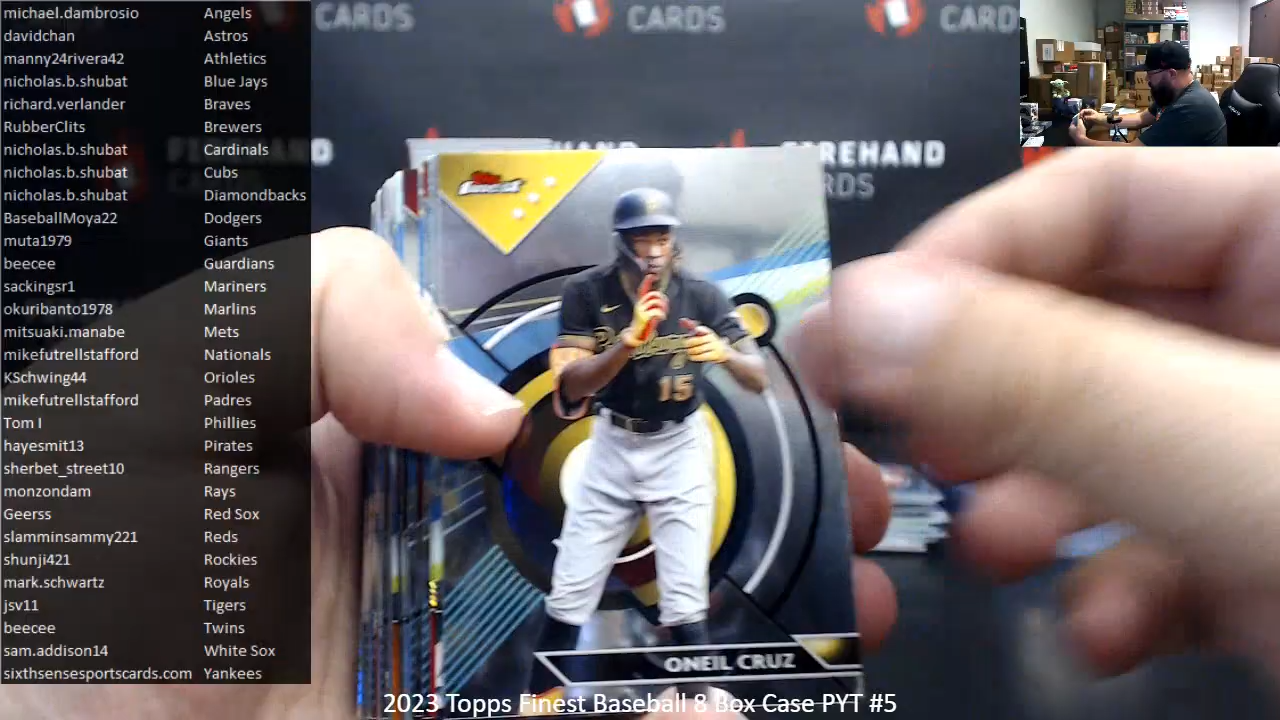 michael.dambrosio Angels
davidchan Astros
manny24rivera42 Athletics
nicholas.b.shubat Blue Jays
richard.verlander Braves
RubberClits Brewers
nicholas.b.shubat Cardinals
nicholas.b.shubat Cubs
nicholas.b.shubat Diamondbacks
BaseballMoya22 Dodgers
muta1979 Giants
beecee Guardians
sackingsr1 Mariners
okuribanto1978 Marlins
mitsuaki.manabe Mets
mikefutrellstafford Nationals
KSchwing44 Orioles
mikefutrellstafford Padres
Tom I Phillies
hayesmit13 Pirates
sherbet_street10 Rangers
monzondam Rays
Geerss Red Sox
slamminsammy221 Reds
shunji421 Rockies
mark.schwartz Royals
jsv11 Tigers
beecee Twins
sam.addison14 White Sox
sixthsensesportscards.com Yankees
CARDS
CARDS
CARD
FIREHAND
RDS
Topps
Finest
15
ONEIL CRUZ
2023 Topps Finest Baseball 8 Box Case PYT #5